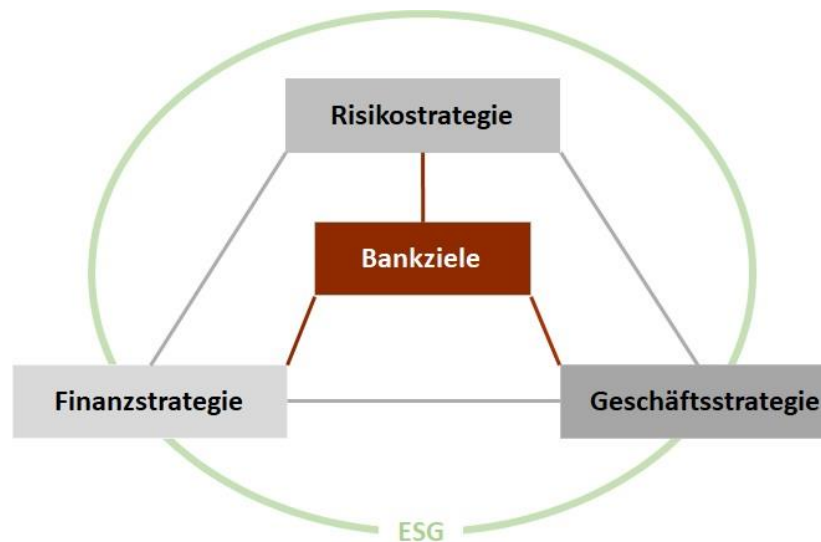 Risikostrategie
Bankziele
Finanzstrategie
Geschäftsstrategie
ESG